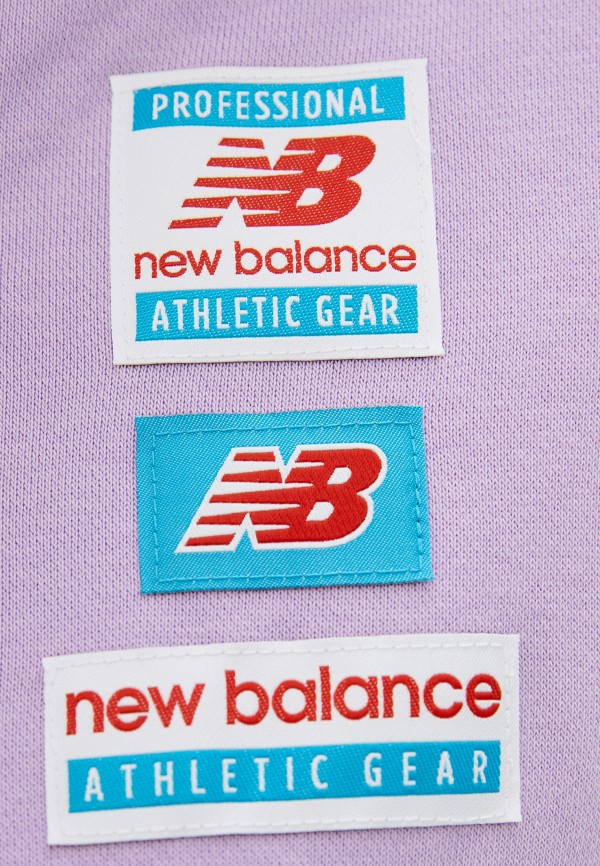 PROFESSIONAL
NB
new balance
ATHLETIC GEAR
NB
new balance
ATHLETIC GEAR